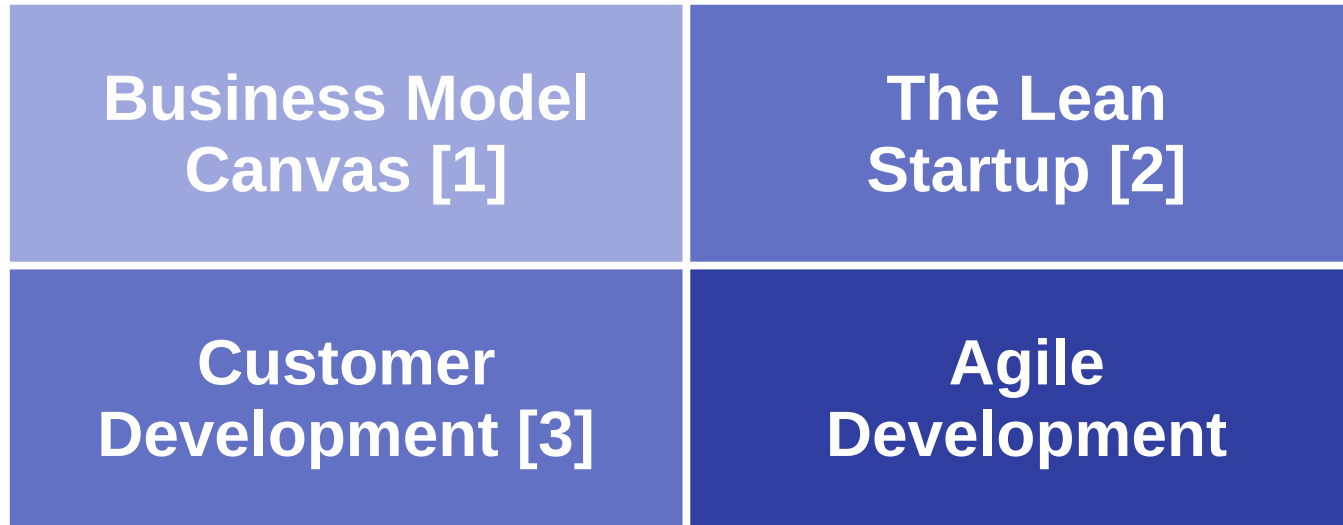 Business Model
Canvas [1]
The Lean
Startup [2]
Customer
Development [3]
Agile
Development